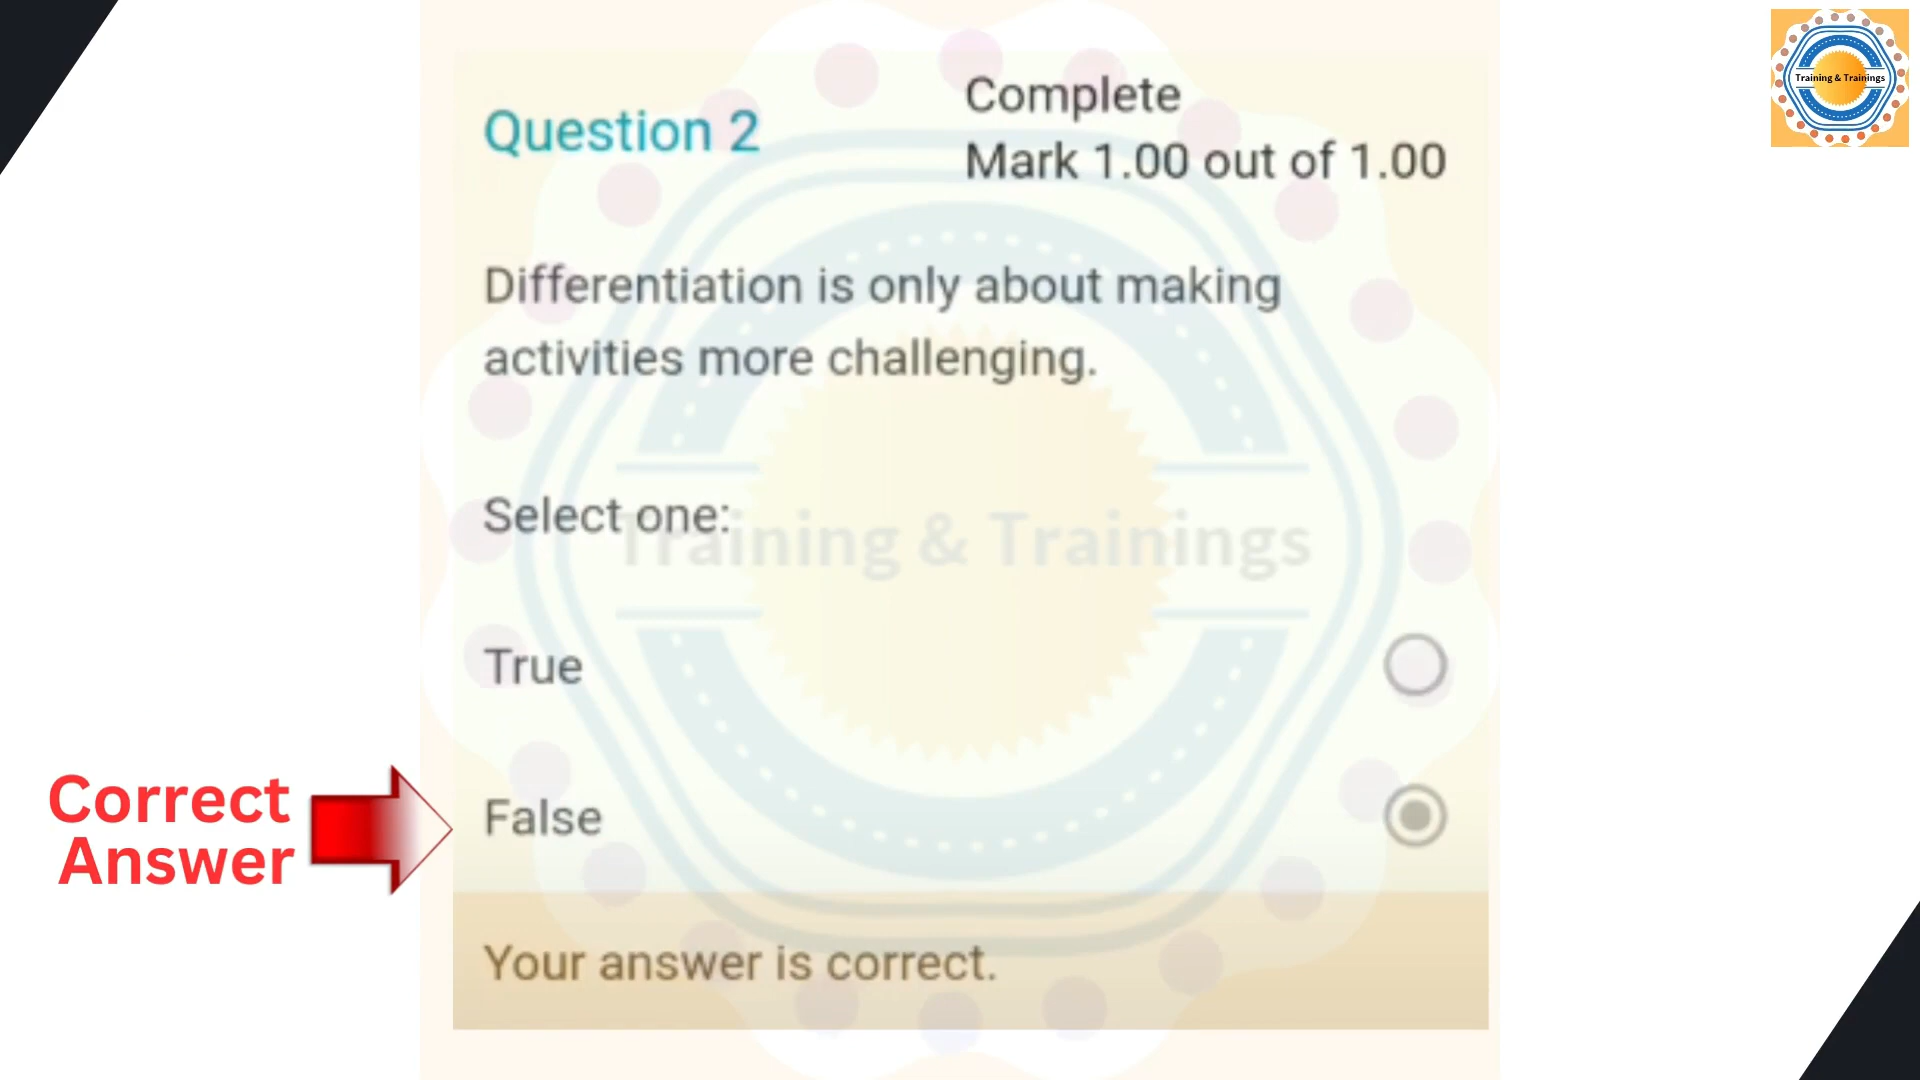 Training & Trainings
Question 2
Complete
Mark 1.00 out of 1.00
Differentiation is only about making
activities more challenging.
Select one:
Training & Trainings
True
False
Correct
Answer
Your answer is correct.